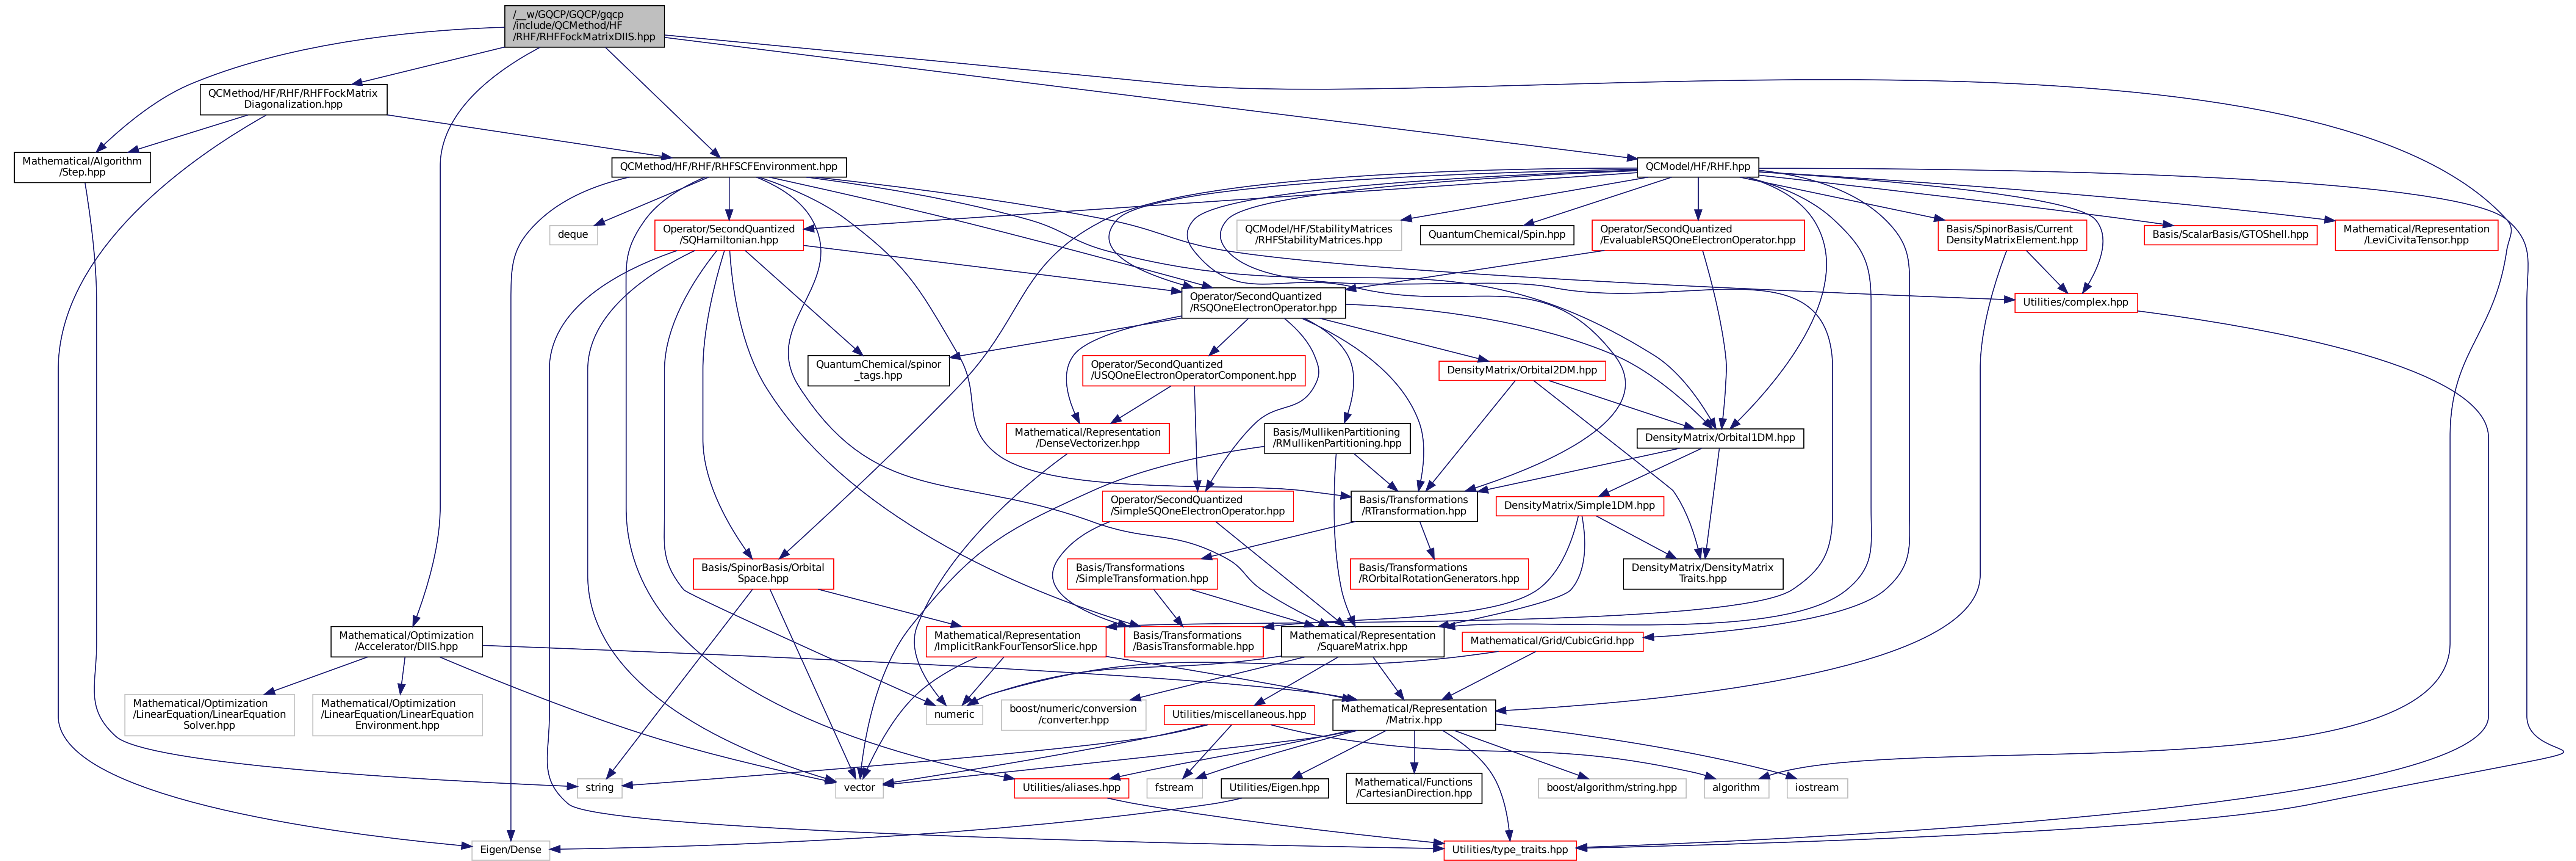 /__w/GQCP/GQCP/gqcp
/include/QCMethod/HF
/RHF/RHFFockMatrixDIIS.hpp
QCMethod/HF/RHF/RHFFockMatrix
Diagonalization.hpp
Mathematical/Algorithm
/Step.hpp
QCMethod/HF/RHF/RHFSCFEnvironment.hpp
QCModel/HF/RHF.hpp
deque
Operator/SecondQuantized
/SQHamiltonian.hpp
QCModel/HF/StabilityMatrices
/RHFStabilityMatrices.hpp
QuantumChemical/Spin.hpp
Operator/SecondQuantized
/EvaluableRSQOneElectronOperator.hpp
Basis/SpinorBasis/Current
DensityMatrixElement.hpp
Basis/ScalarBasis/GTOShell.hpp
Mathematical/Representation
/LeviCivitaTensor.hpp
Operator/SecondQuantized
/RSQOneElectronOperator.hpp
Utilities/complex.hpp
QuantumChemical/spinor
_tags.hpp
Operator/SecondQuantized
/USQOneElectronOperatorComponent.hpp
DensityMatrix/Orbital2DM.hpp
Mathematical/Representation
/DenseVectorizer.hpp
Basis/MullikenPartitioning
/RMullikenPartitioning.hpp
DensityMatrix/Orbital1DM.hpp
Operator/SecondQuantized
/SimpleSQOneElectronOperator.hpp
Basis/Transformations
/RTransformation.hpp
DensityMatrix/Simple1DM.hpp
Basis/SpinorBasis/Orbital
Space.hpp
Basis/Transformations
/SimpleTransformation.hpp
Basis/Transformations
/ROrbitalRotationGenerators.hpp
DensityMatrix/DensityMatrix
Traits.hpp
Mathematical/Optimization
/Accelerator/DIIS.hpp
Mathematical/Representation
/ImplicitRankFourTensorSlice.hpp
Basis/Transformations
/BasisTransformable.hpp
Mathematical/Representation
/SquareMatrix.hpp
Mathematical/Grid/CubicGrid.hpp
Mathematical/Optimization
/LinearEquation/LinearEquation
Solver.hpp
Mathematical/Optimization
/LinearEquation/LinearEquation
Environment.hpp
numeric
boost/numeric/conversion
/converter.hpp
Utilities/miscellaneous.hpp
Mathematical/Representation
/Matrix.hpp
string
vector
Utilities/aliases.hpp
fstream
Utilities/Eigen.hpp
Mathematical/Functions
/CartesianDirection.hpp
boost/algorithm/string.hpp
algorithm
iostream
Eigen/Dense
Utilities/type_traits.hpp